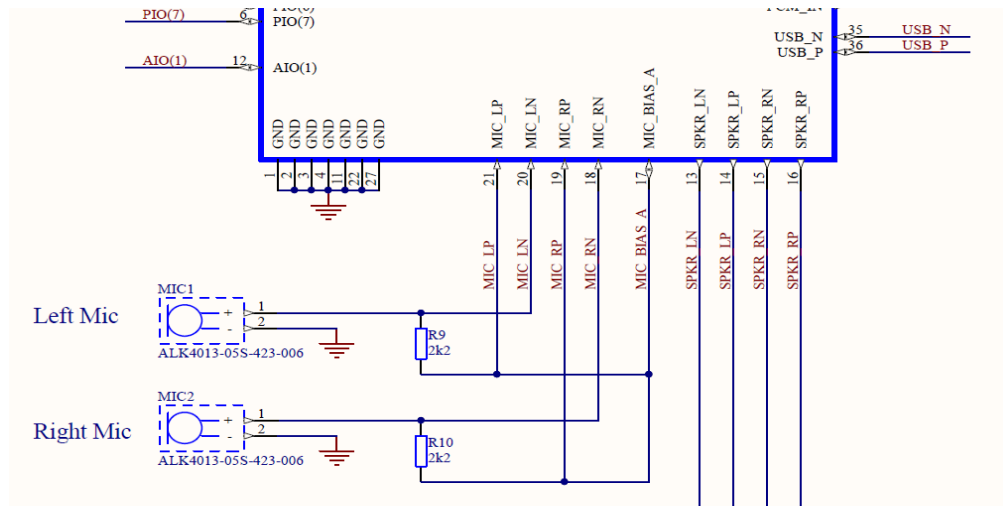 PIO(7)
6
PIO(7)
AIO(1)
12
AIO(1)
USB_N
35
USB_N
USB_P
36
USB_P
GND
GND
GND
GND
GND
GND
GND
MIC_LP
MIC_LN
MIC_RP
MIC_RN
MIC_BIAS_A
SPKR_LN
SPKR_LP
SPKR_RN
SPKR_RP
1
2
3
4
11
22
27
21
20
19
18
17
13
14
15
16
MIC_LP
MIC_LN
MIC_RP
MIC_RN
MIC_BIAS_A
SPKR_LN
SPKR_LP
SPKR_RN
SPKR_RP
MIC1
Left Mic
+
1
-
2
ALK4013-05S-423-006
R9
2k2
MIC2
Right Mic
+
1
-
2
ALK4013-05S-423-006
R10
2k2